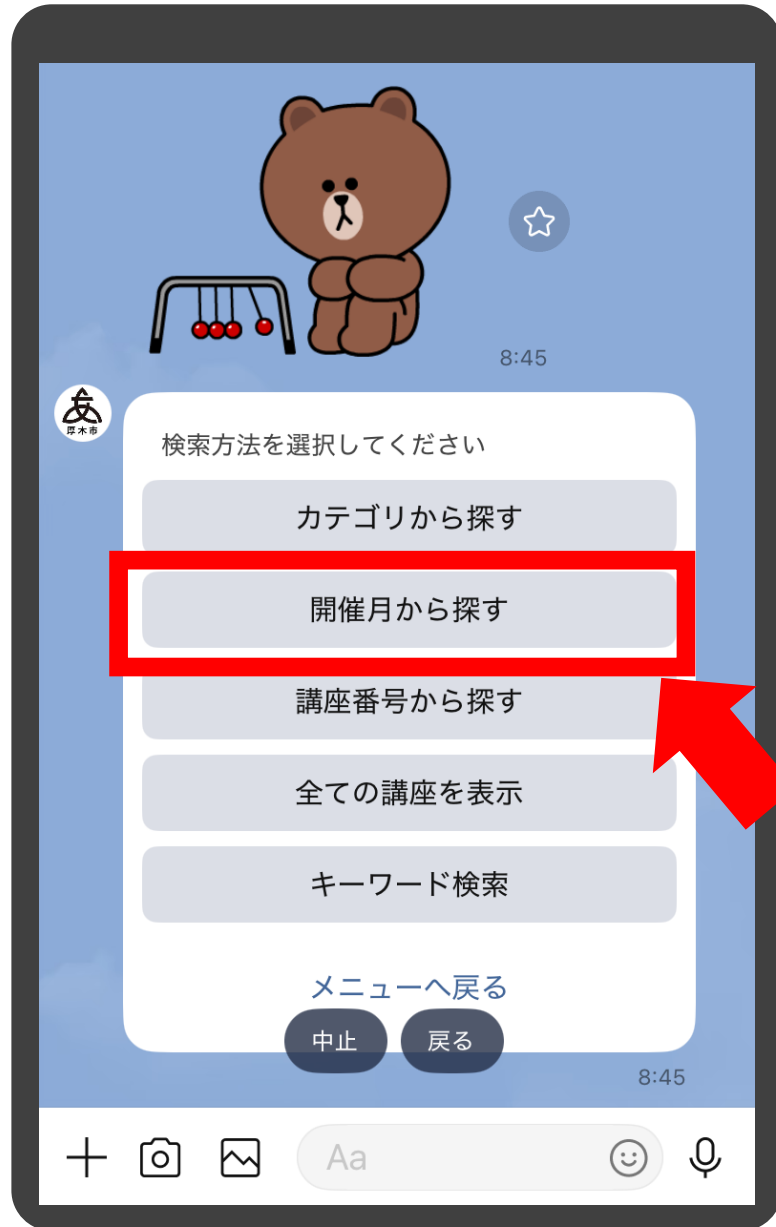 8:45
厚木市
検索方法を選択してください
カテゴリから探す
開催月から探す
講座番号から探す
全ての講座を表示
キーワード検索
メニューへ戻る
中止
戻る
8:45
Aa